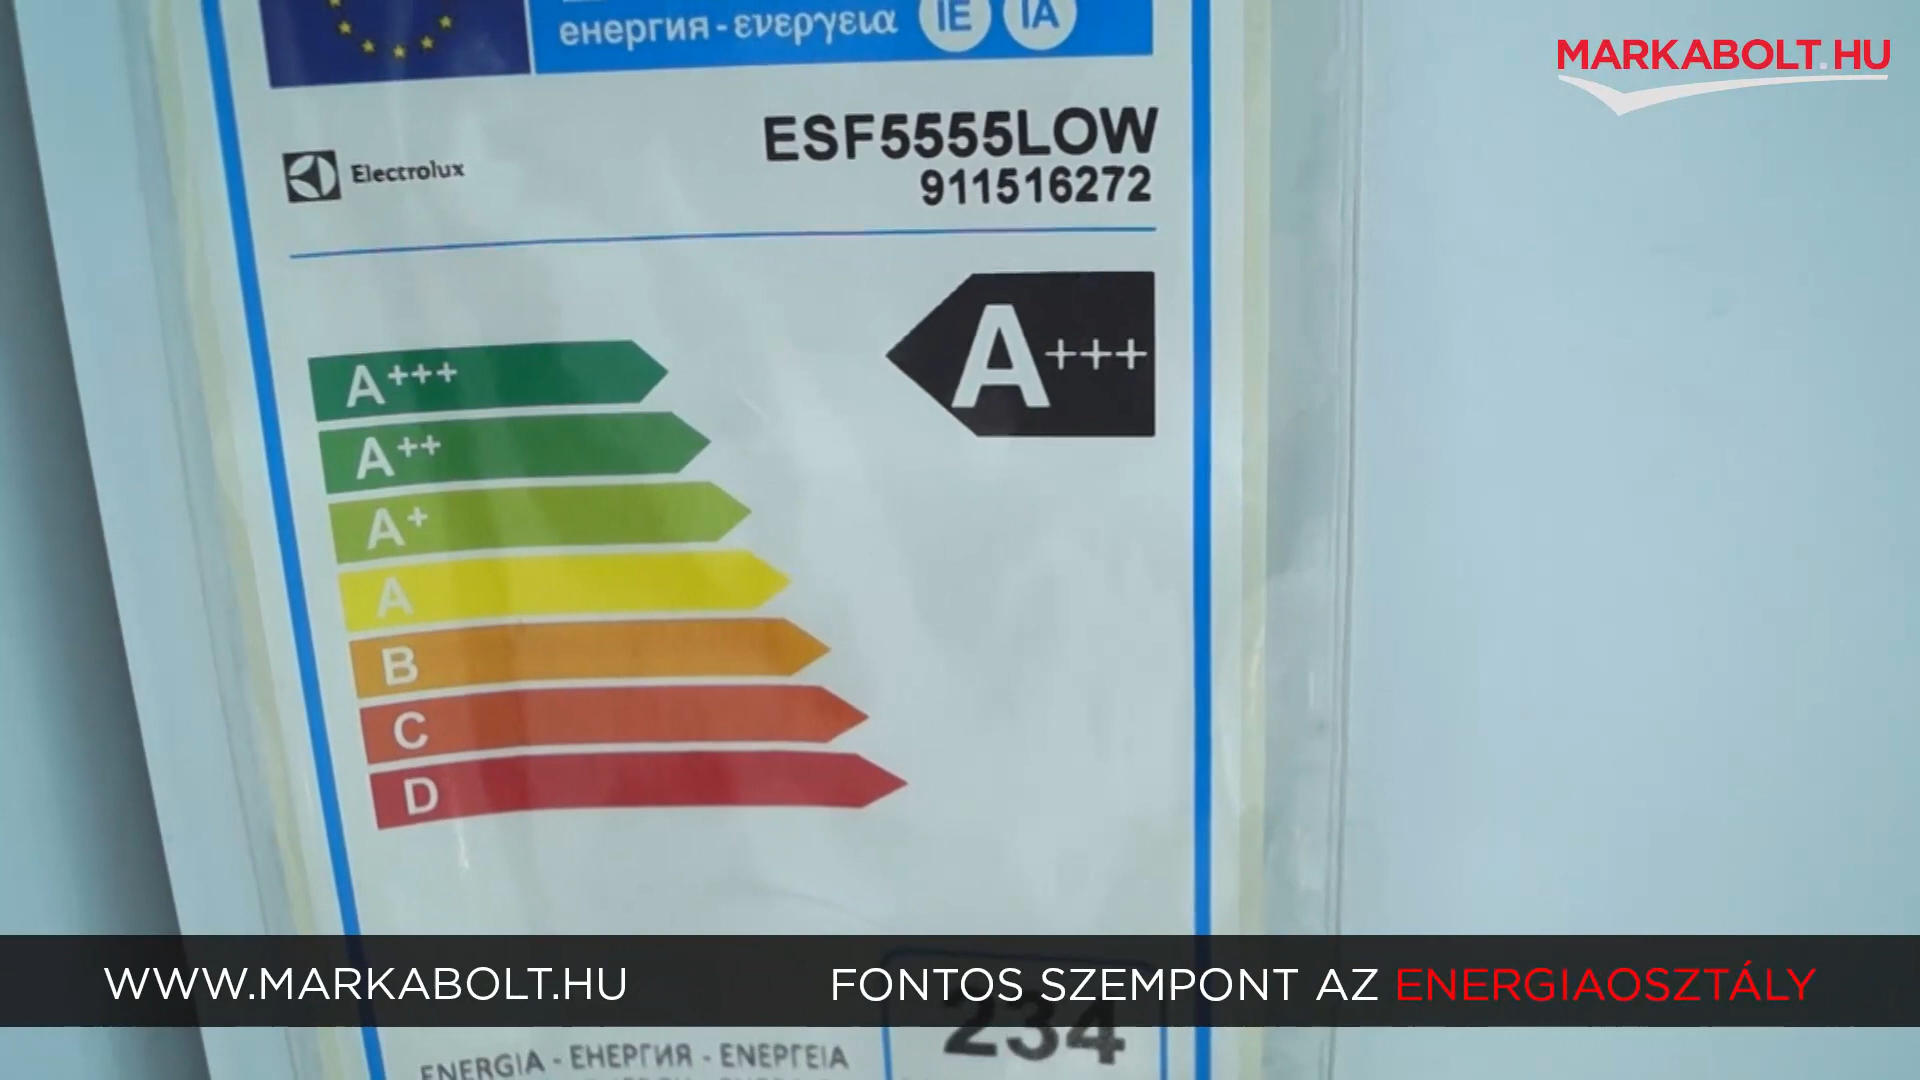 енергия - ενεργεια IE IA
MARKABOLT.HU
ESF5555LOW
Electrolux
911516272
A+++
A+++
A++
A+
A
B
C
D
WWW.MARKABOLT.HU
FONTOS SZEMPONT AZ ENERGIAOSZTÁLY
234
ENERGIA - ЕНЕРГИЯ - ΕΝΕΡΓΕΙΑ